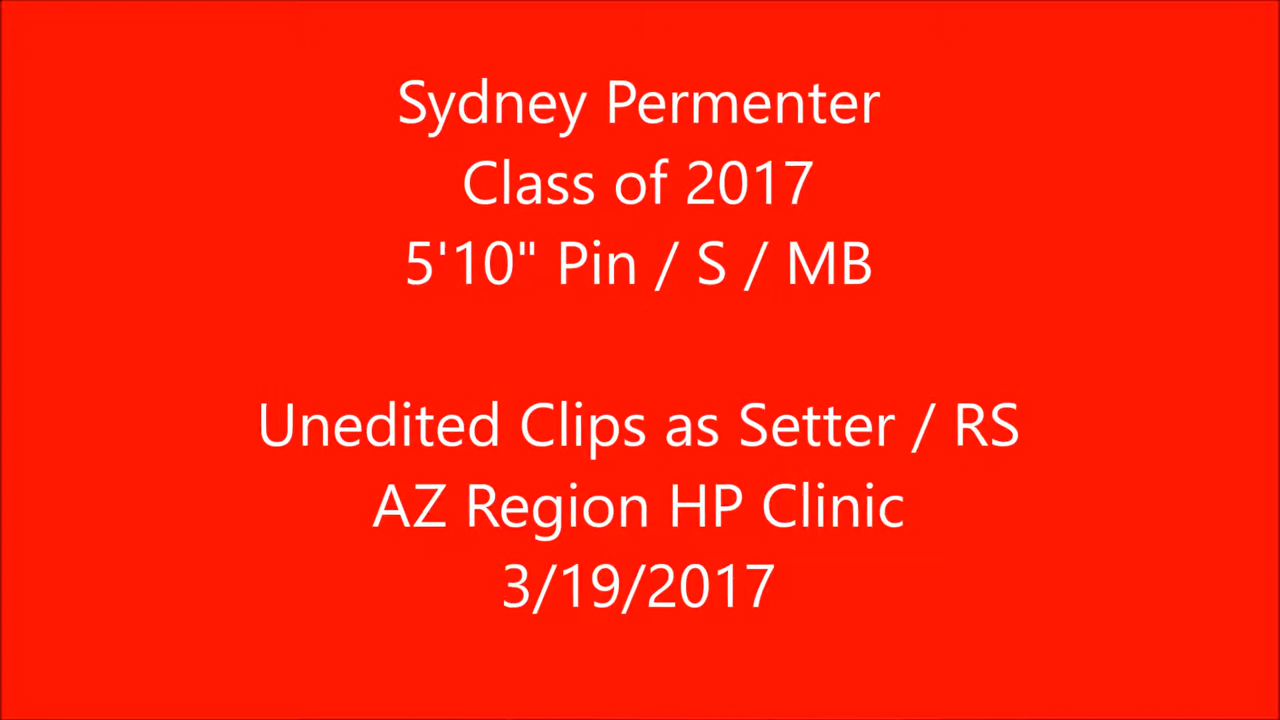 Sydney Permenter
Class of 2017
5'10" Pin / S / MB
Unedited Clips as Setter / RS
AZ Region HP Clinic
3/19/2017